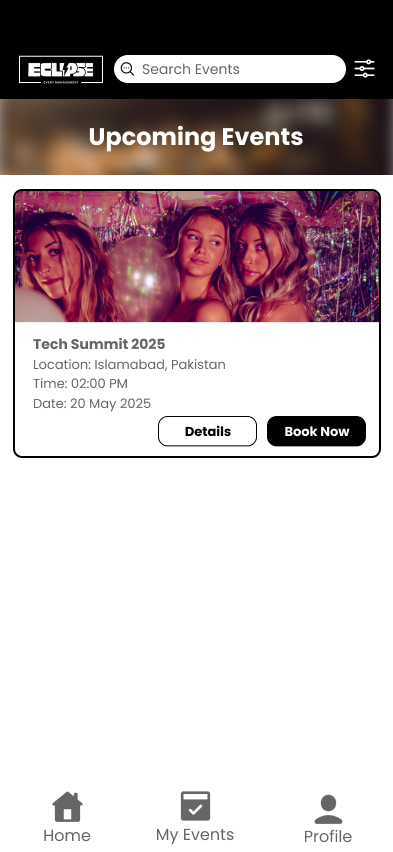 ECLIPSE
EVENT MANAGEMENT
Search Events
Upcoming Events
Tech Summit 2025
Location: Islamabad, Pakistan
Time: 02:00 PM
Date: 20 May 2025
Details
Book Now
Home
My Events
Profile